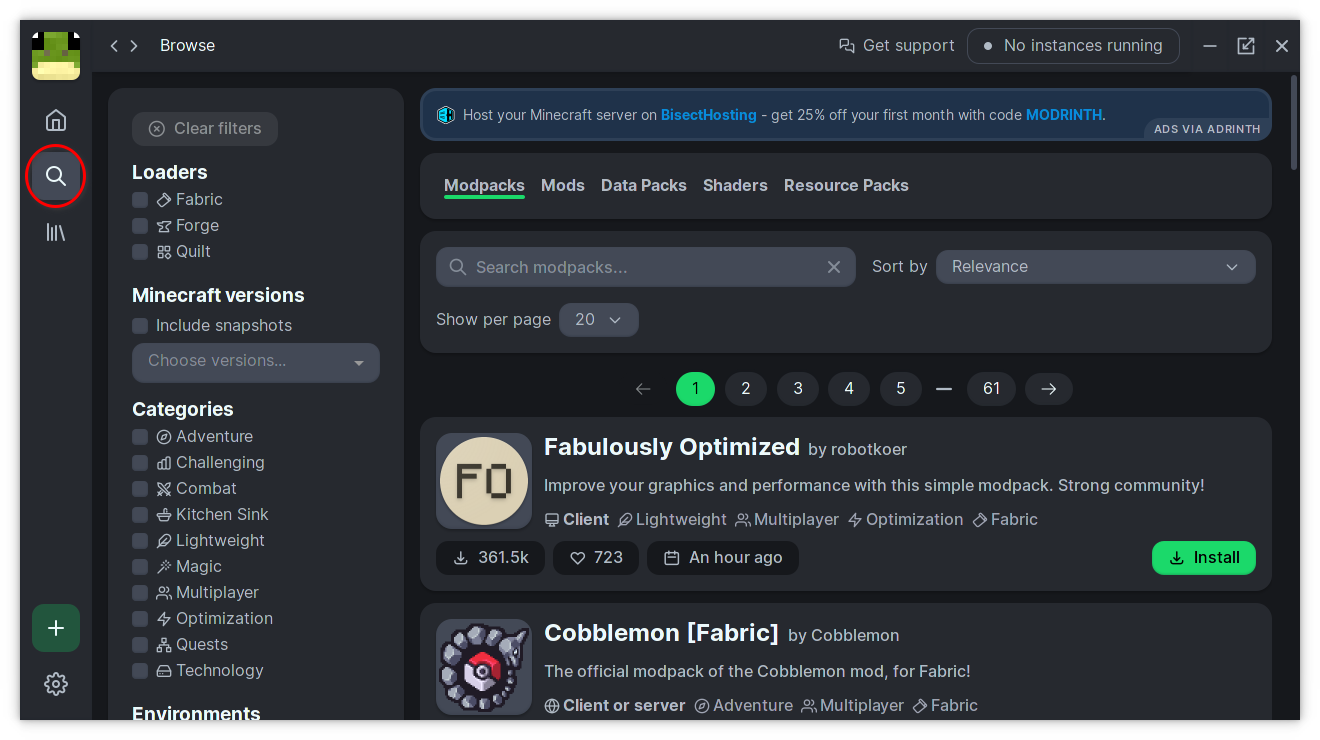 Browse
Get support
No instances running
Clear filters
Loaders
Fabric
Forge
Quilt
Minecraft versions
Include snapshots
Choose versions...
Categories
Adventure
Challenging
Combat
Kitchen Sink
Lightweight
Magic
Multiplayer
Optimization
Quests
Technology
Environments
Host your Minecraft server on BisectHosting - get 25% off your first month with code MODRINTH.
ADS VIA ADRINTH
Modpacks Mods Data Packs Shaders Resource Packs
Search modpacks...
Sort by Relevance
Show per page 20
1 2 3 4 5 61
FO
Fabulously Optimized by robotkoer
Improve your graphics and performance with this simple modpack. Strong community!
Client Lightweight Multiplayer Optimization Fabric
361.5k 723 An hour ago Install
Cobblemon [Fabric] by Cobblemon
The official modpack of the Cobblemon mod, for Fabric!
Client or server Adventure Multiplayer Fabric